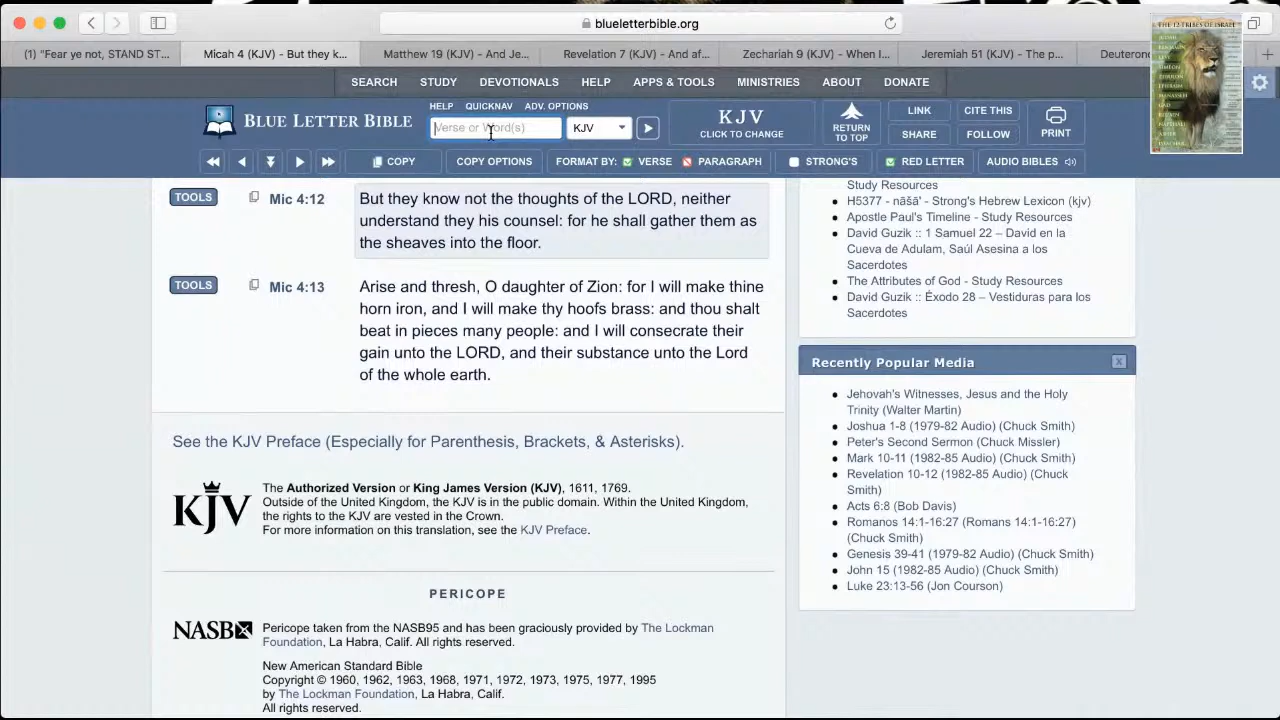 blueletterbible.org
(1) "Fear ye not, STAND ST...
Micah 4 (KJV) - But they k...
Matthew 19 (KJV) - And Je...
Revelation 7 (KJV) - And af...
Zechariah 9 (KJV) - When I...
Jeremiah 51 (KJV) - The p...
Deuterono
THE 12 TRIBES OF ISRAEL
SEARCH STUDY DEVOTIONALS HELP APPS & TOOLS MINISTRIES ABOUT DONATE
HELP QUICKNAV ADV. OPTIONS
BLUE LETTER BIBLE
Verse or Word(s)
KJV
KJV
CLICK TO CHANGE
RETURN
TO TOP
LINK
CITE THIS
SHARE
FOLLOW
PRINT
COPY COPY OPTIONS FORMAT BY: VERSE PARAGRAPH STRONG'S RED LETTER AUDIO BIBLES
TOOLS
Mic 4:12
But they know not the thoughts of the LORD, neither
understand they his counsel: for he shall gather them as
the sheaves into the floor.
TOOLS
Mic 4:13
Arise and thresh, O daughter of Zion: for I will make thine
horn iron, and I will make thy hoofs brass: and thou shalt
beat in pieces many people: and I will consecrate their
gain unto the LORD, and their substance unto the Lord
of the whole earth.
See the KJV Preface (Especially for Parenthesis, Brackets, & Asterisks).
KJV
The Authorized Version or King James Version (KJV), 1611, 1769.
Outside of the United Kingdom, the KJV is in the public domain. Within the United Kingdom,
the rights to the KJV are vested in the Crown.
For more information on this translation, see the KJV Preface.
PERICOPE
NASB
Pericope taken from the NASB95 and has been graciously provided by The Lockman
Foundation, La Habra, Calif. All rights reserved.
New American Standard Bible
Copyright © 1960, 1962, 1963, 1968, 1971, 1972, 1973, 1975, 1977, 1995
by The Lockman Foundation, La Habra, Calif.
All rights reserved.
Study Resources
H5377 - nāšā' - Strong's Hebrew Lexicon (kjv)
Apostle Paul's Timeline - Study Resources
David Guzik :: 1 Samuel 22 – David en la
Cueva de Adulam, Saúl Asesina a los
Sacerdotes
The Attributes of God - Study Resources
David Guzik :: Éxodo 28 – Vestiduras para los
Sacerdotes
Recently Popular Media
X
Jehovah's Witnesses, Jesus and the Holy
Trinity (Walter Martin)
Joshua 1-8 (1979-82 Audio) (Chuck Smith)
Peter's Second Sermon (Chuck Missler)
Mark 10-11 (1982-85 Audio) (Chuck Smith)
Revelation 10-12 (1982-85 Audio) (Chuck
Smith)
Acts 6:8 (Bob Davis)
Romanos 14:1-16:27 (Romans 14:1-16:27)
(Chuck Smith)
Genesis 39-41 (1979-82 Audio) (Chuck Smith)
John 15 (1982-85 Audio) (Chuck Smith)
Luke 23:13-56 (Jon Courson)